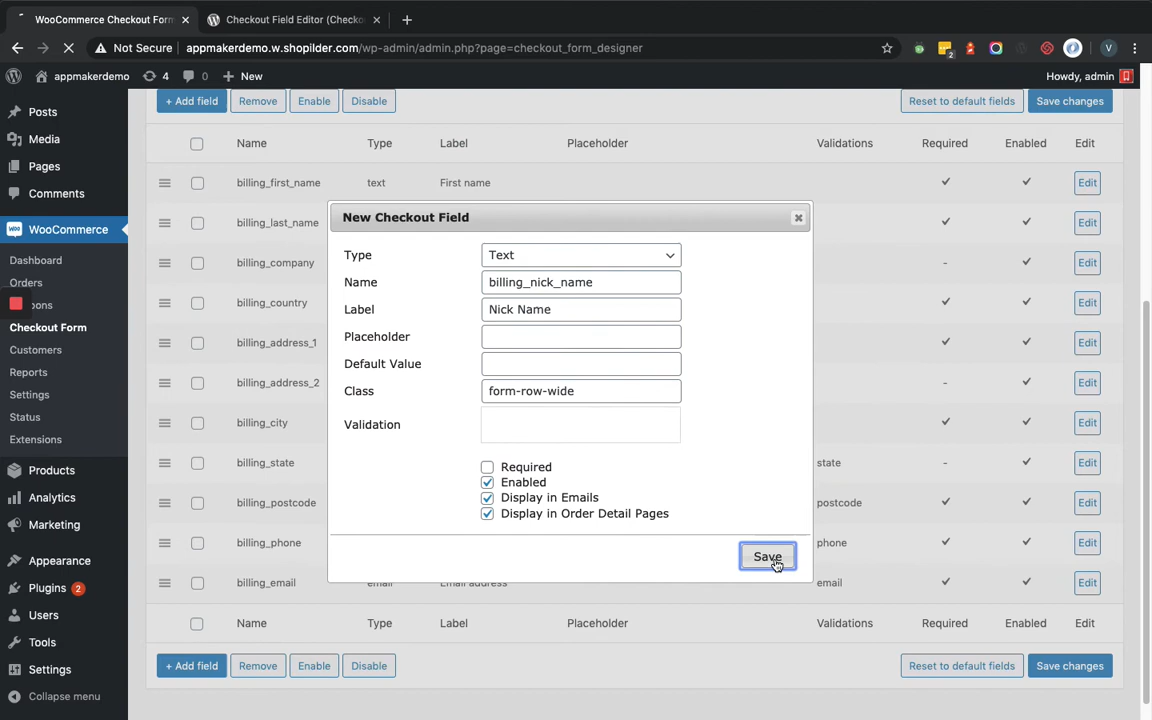 WooCommerce Checkout Form
Checkout Field Editor (Checko
Not Secure
appmakerdemo.w.shopilder.com/wp-admin/admin.php?page=checkout_form_designer
2
V
appmakerdemo
4
0
New
Howdy, admin
Posts
Media
Pages
Comments
WooCommerce
Dashboard
Orders
pons
Checkout Form
Customers
Reports
Settings
Status
Extensions
Products
Analytics
Marketing
Appearance
Plugins 2
Users
Tools
Settings
Collapse menu
+ Add field Remove Enable Disable Reset to default fields Save changes
Name Type Label Placeholder Validations Required Enabled Edit
billing_first_name text First name Edit
billing_last_name Edit
billing_company - Edit
billing_country Edit
billing_address_1 Edit
billing_address_2 - Edit
billing_city Edit
billing_state state - Edit
billing_postcode postcode Edit
billing_phone phone Edit
billing_email email Email address email Edit
Name Type Label Placeholder Validations Required Enabled Edit
+ Add field Remove Enable Disable Reset to default fields Save changes
New Checkout Field
Type Text
Name billing_nick_name
Label Nick Name
Placeholder
Default Value
Class form-row-wide
Validation
Required
Enabled
Display in Emails
Display in Order Detail Pages
Save